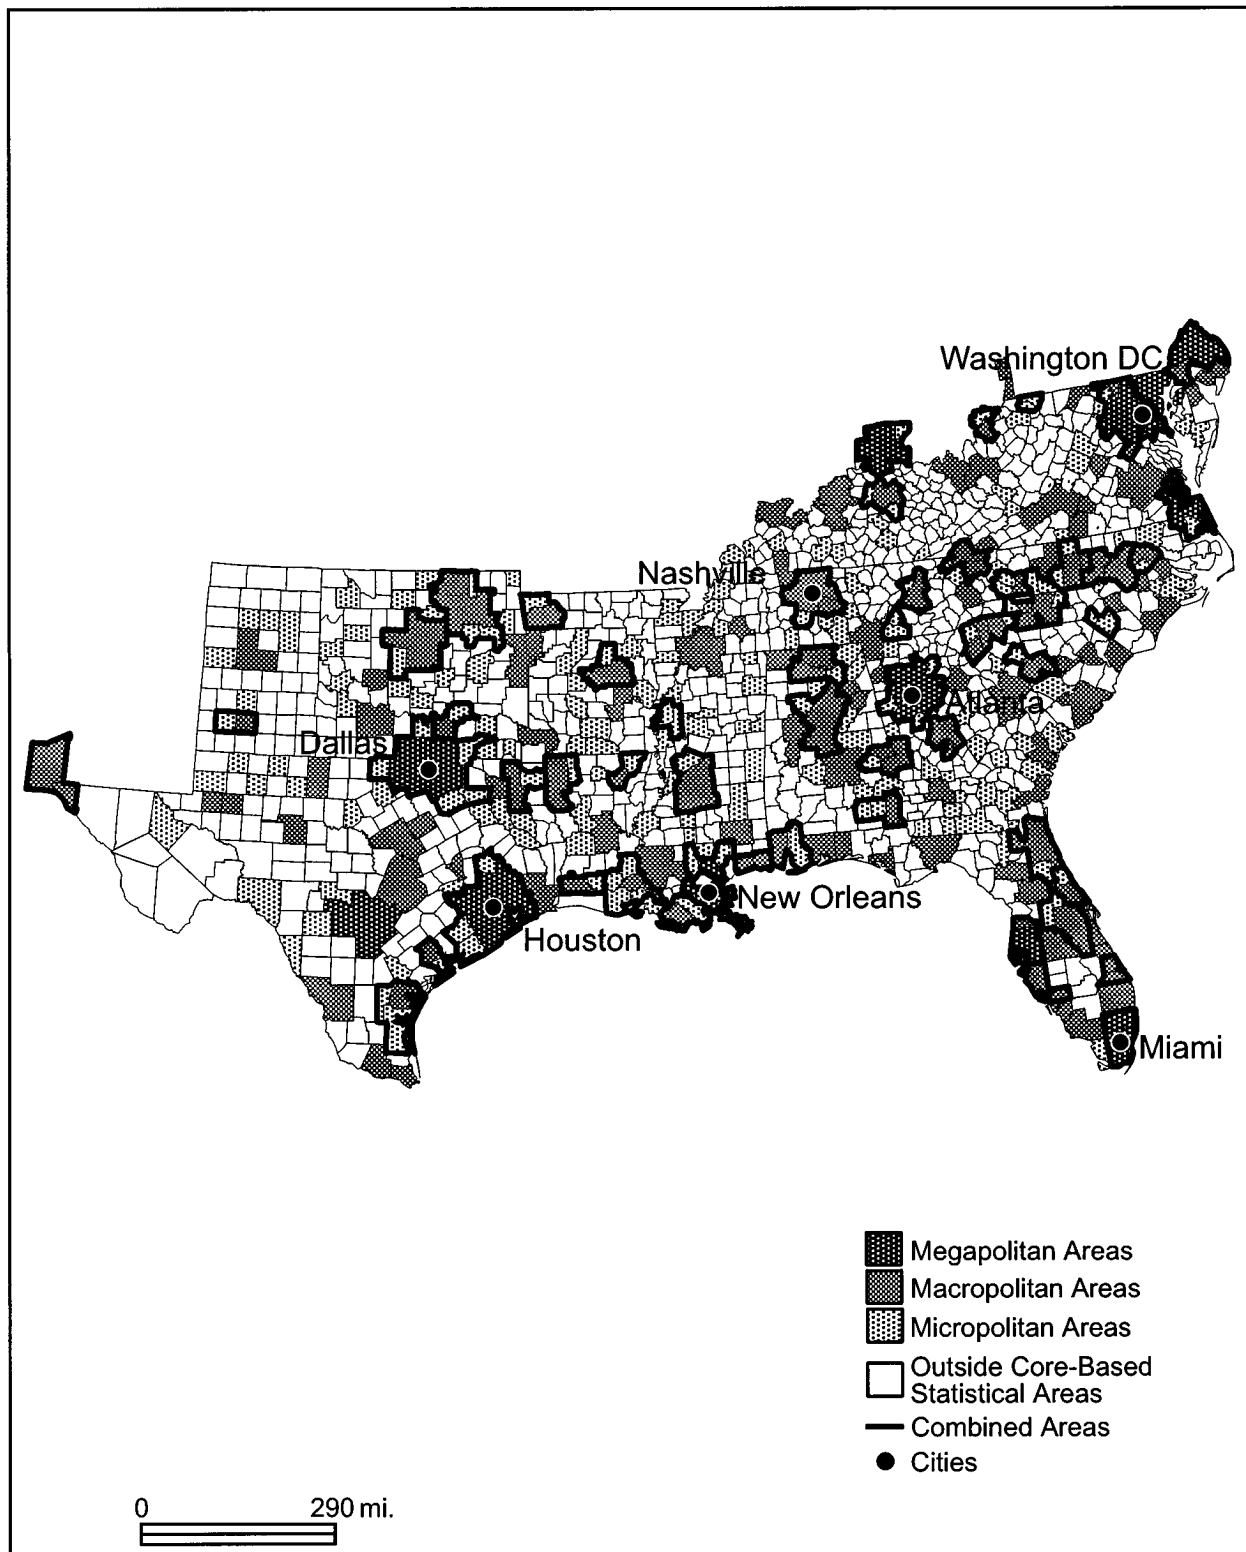 Washington DC
Nashville
Atlanta
Dallas
New Orleans
Houston
Miami
Megapolitan Areas
Macropolitan Areas
Micropolitan Areas
Outside Core-Based
Statistical Areas
Combined Areas
Cities
0 290 mi.